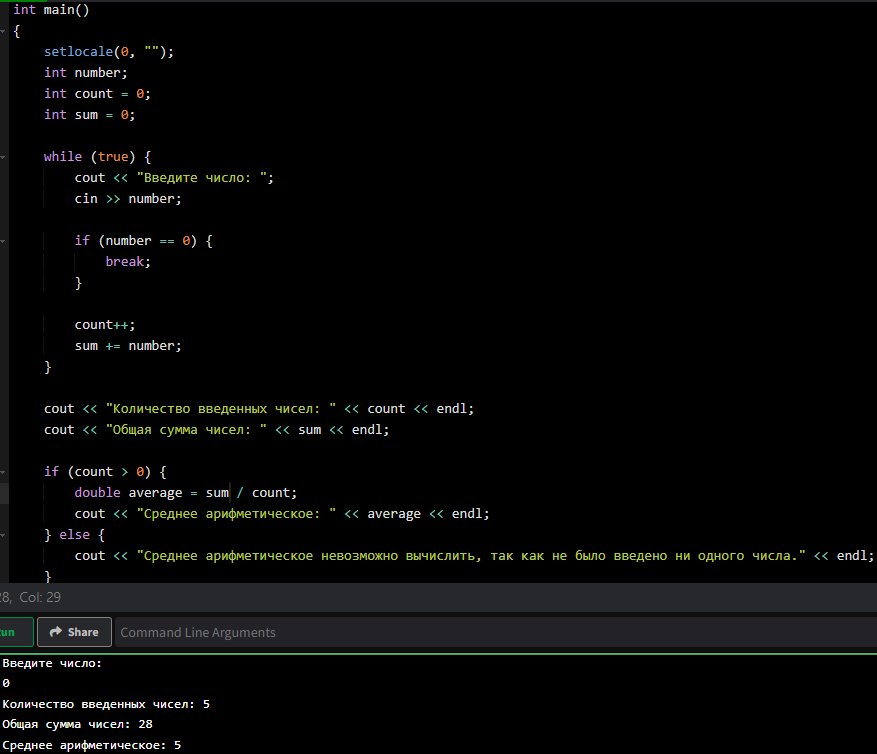 int main()
{
setlocale(0, "");
int number;
int count = 0;
int sum = 0;
while (true) {
cout << "Введите число: ";
cin >> number;
if (number == 0) {
break;
}
count++;
sum += number;
}
cout << "Количество введенных чисел: " << count << endl;
cout << "Общая сумма чисел: " << sum << endl;
if (count > 0) {
double average = sum / count;
cout << "Среднее арифметическое: " << average << endl;
} else {
cout << "Среднее арифметическое невозможно вычислить, так как не было введено ни одного числа." << endl;
}
28, Col: 29
un
Share
Command Line Arguments
Введите число:
0
Количество введенных чисел: 5
Общая сумма чисел: 28
Среднее арифметическое: 5